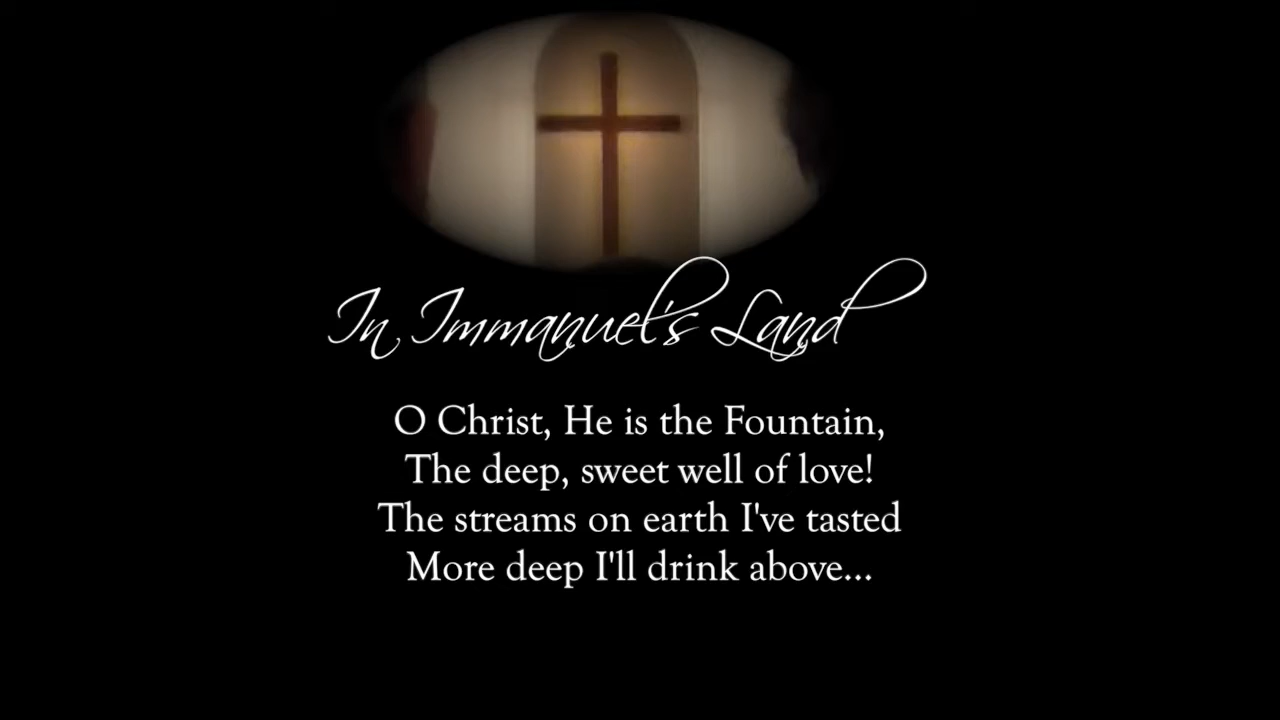 In Immanuel's Land
O Christ, He is the Fountain,
The deep, sweet well of love!
The streams on earth I've tasted
More deep I'll drink above...